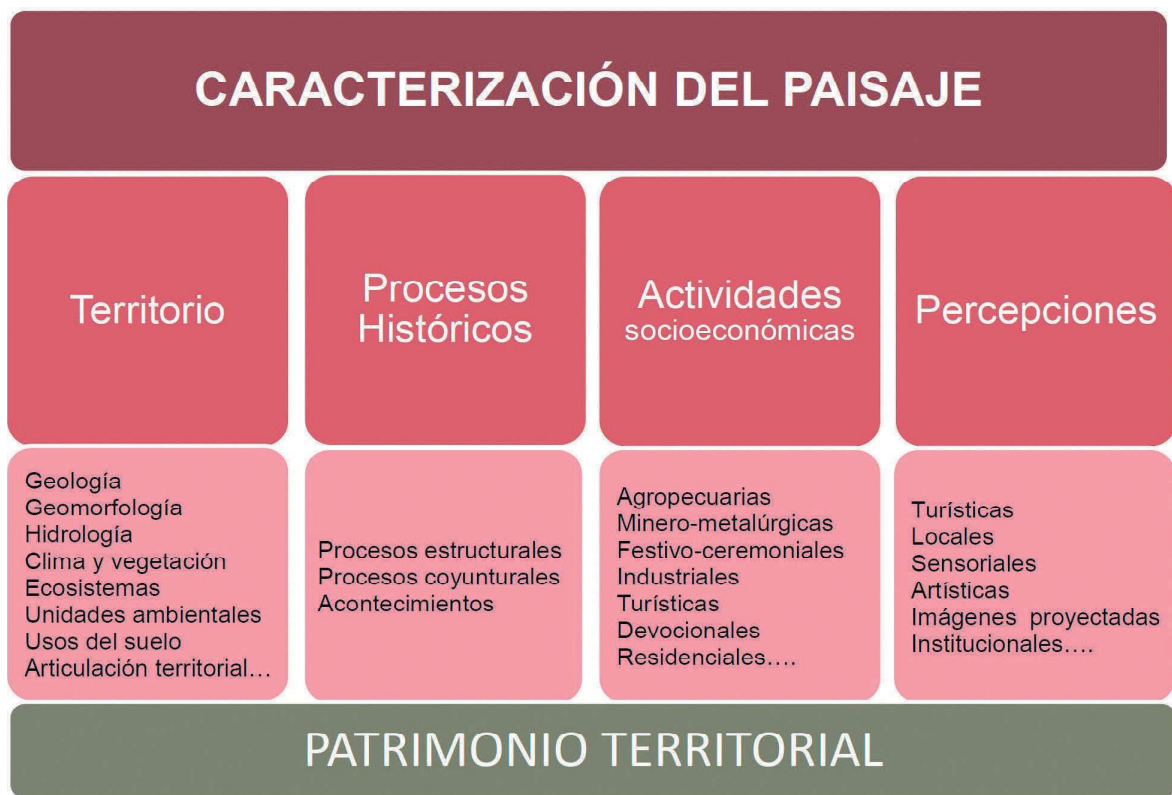 CARACTERIZACIÓN DEL PAISAJE
Territorio
Procesos
Históricos
Actividades
socioeconómicas
Percepciones
Geología
Geomorfología
Hidrología
Clima y vegetación
Ecosistemas
Unidades ambientales
Usos del suelo
Articulación territorial…
Procesos estructurales
Procesos coyunturales
Acontecimientos
Agropecuarias
Minero-metalúrgicas
Festivo-ceremoniales
Industriales
Turísticas
Devocionales
Residenciales….
Turísticas
Locales
Sensoriales
Artísticas
Imágenes proyectadas
Institucionales….
PATRIMONIO TERRITORIAL